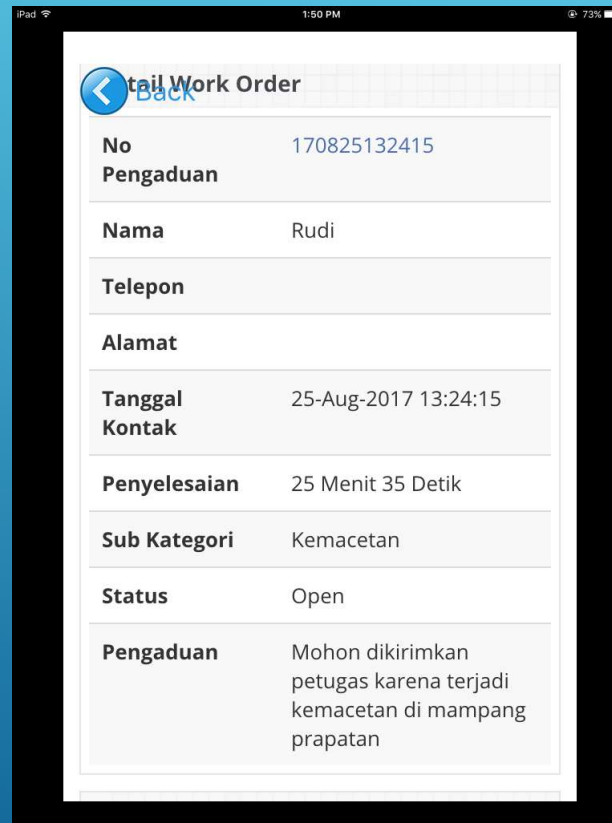 iPad 1:50 PM 73%
tail Work Order
Back
No Pengaduan 170825132415
Nama Rudi
Telepon
Alamat
Tanggal Kontak 25-Aug-2017 13:24:15
Penyelesaian 25 Menit 35 Detik
Sub Kategori Kemacetan
Status Open
Pengaduan Mohon dikirimkan
petugas karena terjadi
kemacetan di mampang
prapatan